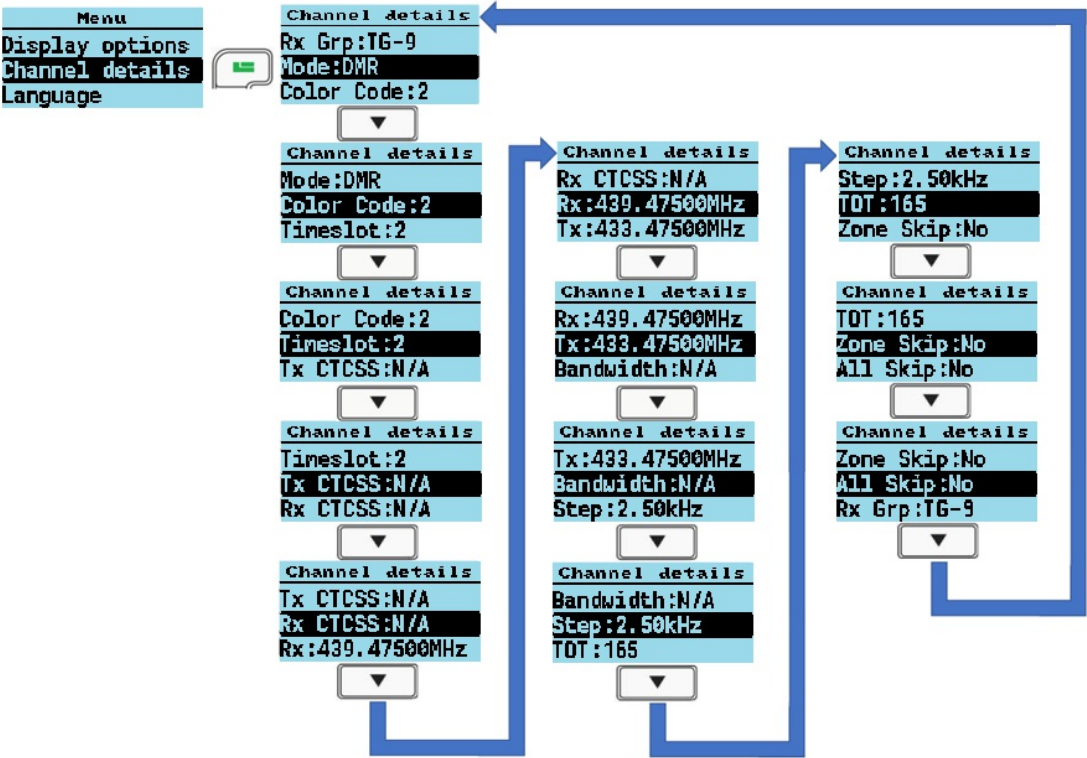 Menu
Display options
Channel details
Language
Channel details
Rx Grp:TG-9
Mode:DMR
Color Code:2
Channel details
Mode:DMR
Color Code:2
Timeslot:2
Channel details
Color Code:2
Timeslot:2
Tx CTCSS:N/A
Channel details
Timeslot:2
Tx CTCSS:N/A
Rx CTCSS:N/A
Channel details
Tx CTCSS:N/A
Rx CTCSS:N/A
Rx:439.47500MHz
Channel details
Rx CTCSS:N/A
Rx:439.47500MHz
Tx:433.47500MHz
Channel details
Rx:439.47500MHz
Tx:433.47500MHz
Bandwidth:N/A
Channel details
Tx:433.47500MHz
Bandwidth:N/A
Step:2.50kHz
Channel details
Bandwidth:N/A
Step:2.50kHz
TOT:165
Channel details
Step:2.50kHz
TOT:165
Zone Skip:No
Channel details
TOT:165
Zone Skip:No
All Skip:No
Channel details
Zone Skip:No
All Skip:No
Rx Grp:TG-9